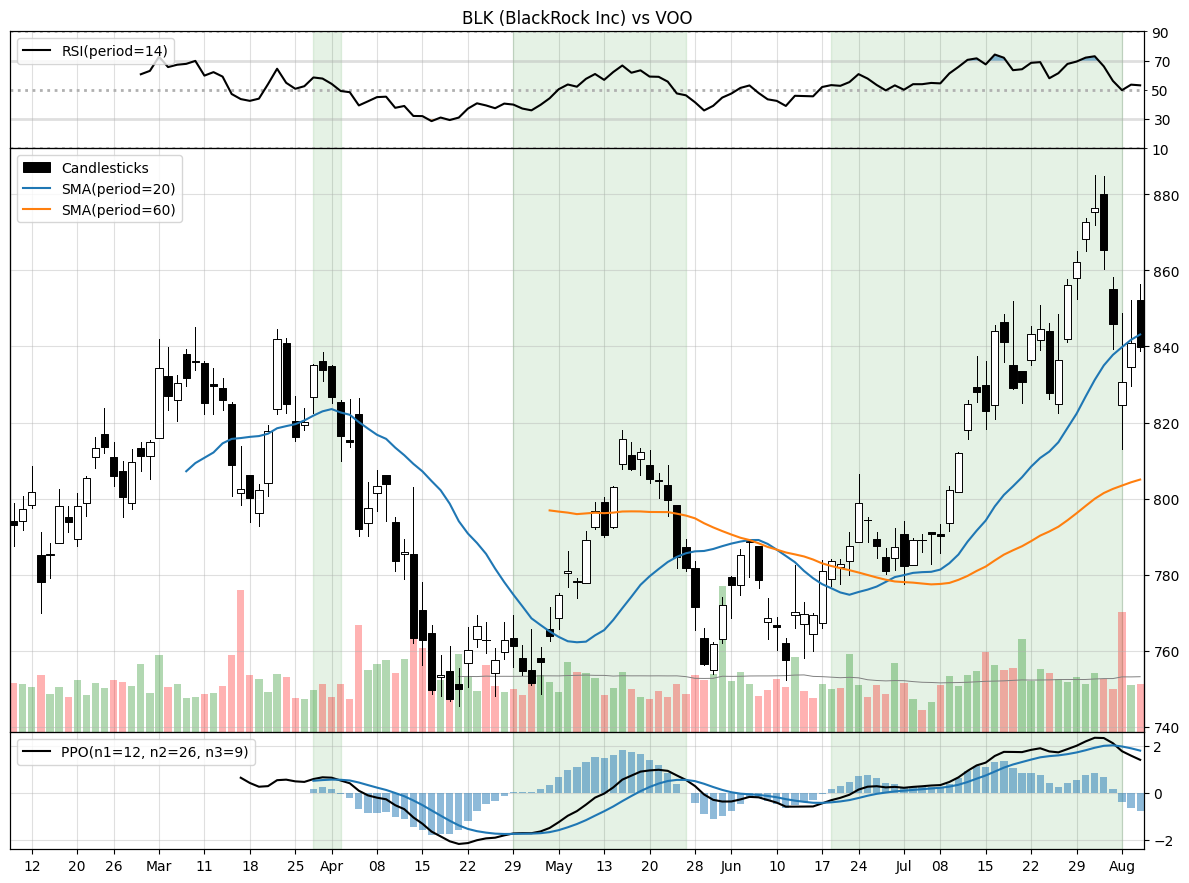 BLK (BlackRock Inc) vs VOO
RSI(period=14)
90
70
50
30
10
Candlesticks
SMA(period=20)
SMA(period=60)
880
860
840
820
800
780
760
740
PPO(n1=12, n2=26, n3=9)
2
0
−2
12 20 26 Mar 11 18 25 Apr 08 15 22 29 May 13 20 28 Jun 10 17 24 Jul 08 15 22 29 Aug